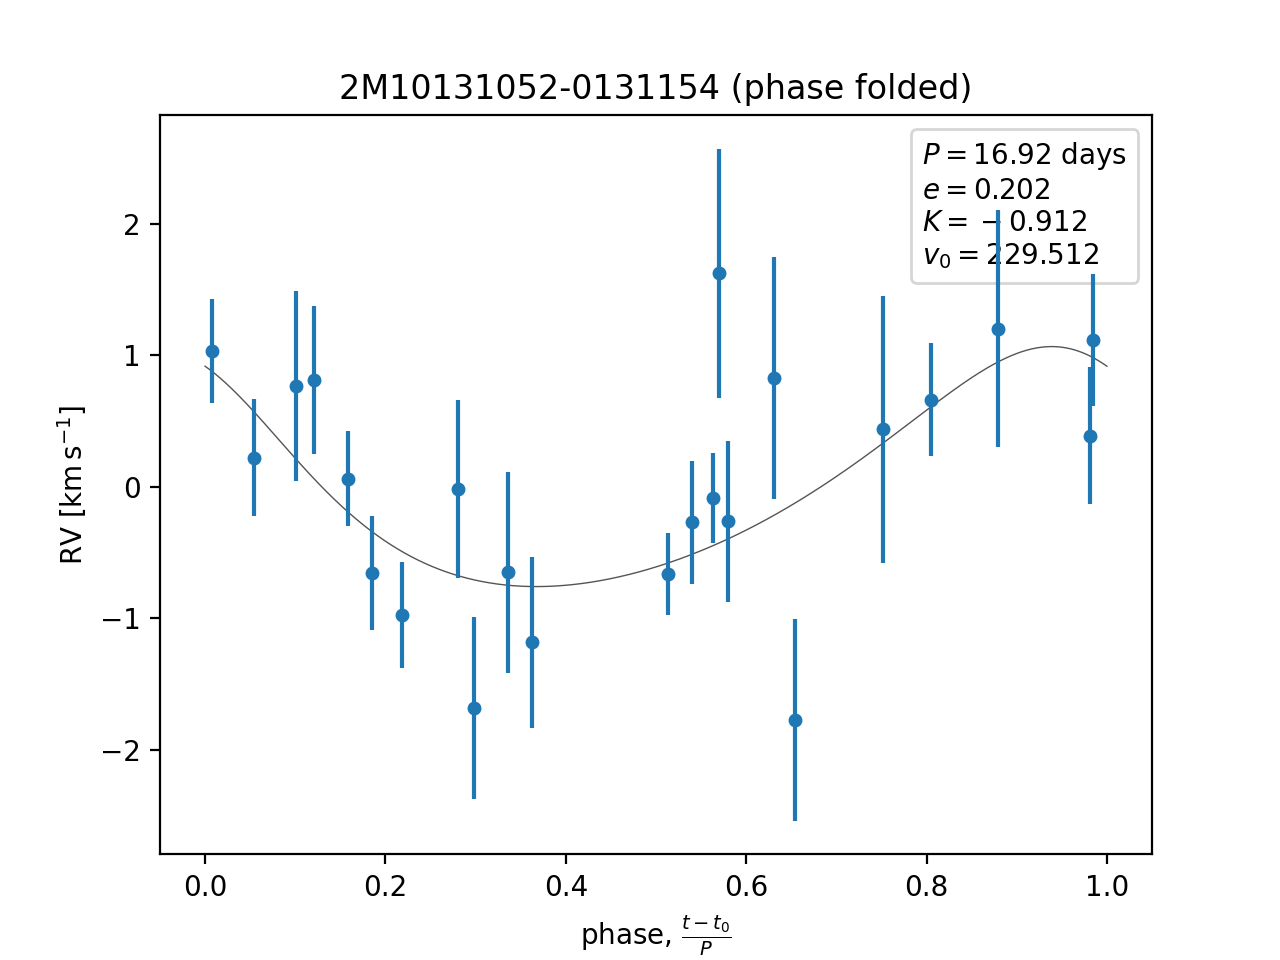 2M10131052-0131154 (phase folded)
P = 16.92 days
e = 0.202
K = −0.912
v₀ = 229.512
RV [km s⁻¹]
2
1
0
−1
−2
0.0 0.2 0.4 0.6 0.8 1.0
phase, (t − t₀)/P